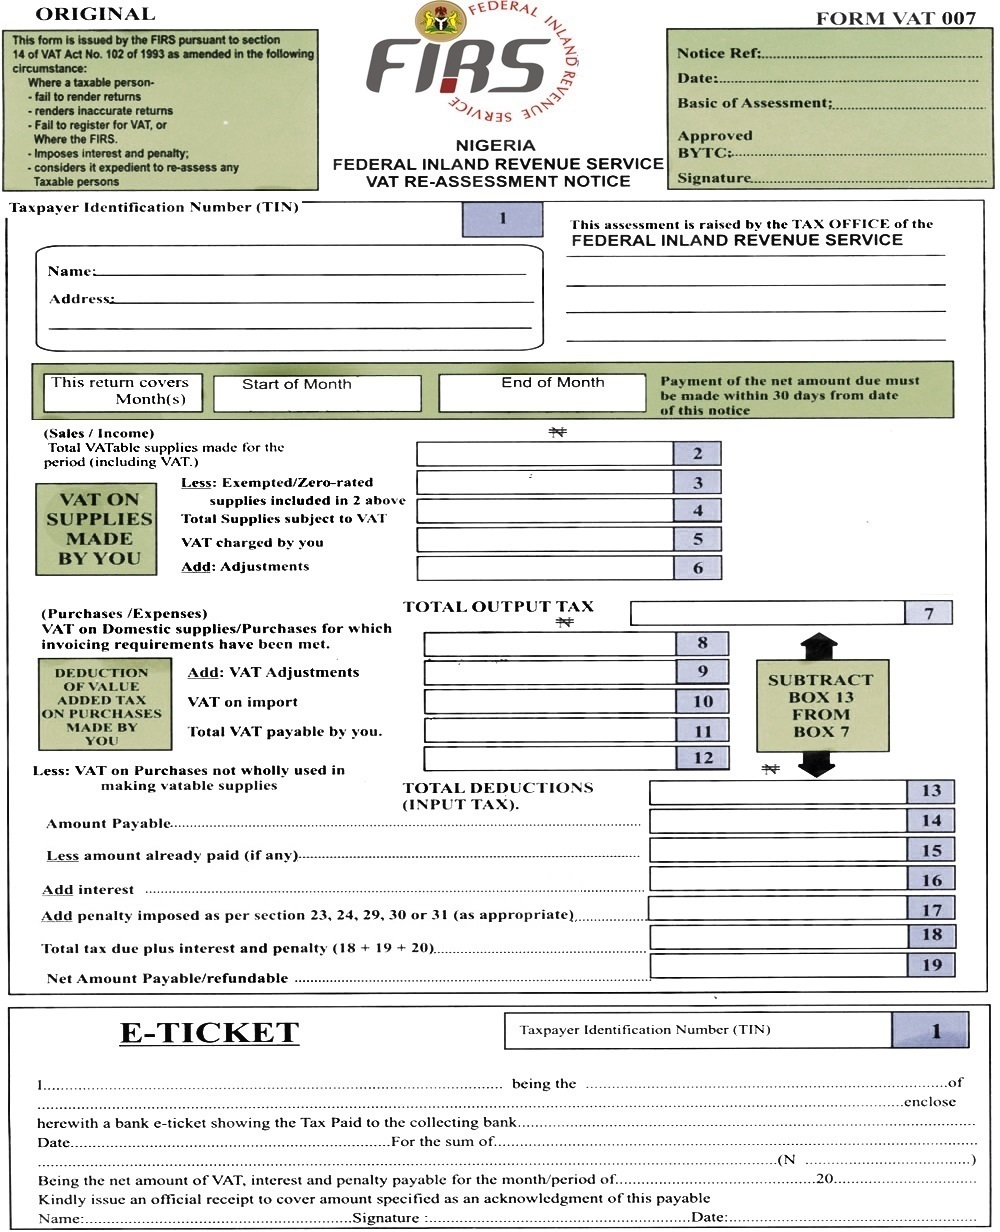 ORIGINAL
This form is issued by the FIRS pursuant to section
14 of VAT Act No. 102 of 1993 as amended in the following
circumstance:
Where a taxable person-
- fail to render returns
- renders inaccurate returns
- Fail to register for VAT, or
Where the FIRS.
- Imposes interest and penalty;
- considers it expedient to re-assess any
Taxable persons
FEDERAL INLAND REVENUE SERVICE
FIRS
NIGERIA
FEDERAL INLAND REVENUE SERVICE
VAT RE-ASSESSMENT NOTICE
FORM VAT 007
Notice Ref:
Date:
Basic of Assessment;
Approved
BYTC:
Signature
Taxpayer Identification Number (TIN)
1
Name:
Address:
This assessment is raised by the TAX OFFICE of the
FEDERAL INLAND REVENUE SERVICE
This return covers
Month(s)
Start of Month
End of Month
Payment of the net amount due must
be made within 30 days from date
of this notice
(Sales / Income)
₦
Total VATable supplies made for the
period (including VAT.)
2
VAT ON
SUPPLIES
MADE
BY YOU
Less: Exempted/Zero-rated
supplies included in 2 above
3
Total Supplies subject to VAT
4
VAT charged by you
5
Add: Adjustments
6
TOTAL OUTPUT TAX
7
₦
(Purchases /Expenses)
VAT on Domestic supplies/Purchases for which
invoicing requirements have been met.
8
DEDUCTION
OF VALUE
ADDED TAX
ON PURCHASES
MADE BY
YOU
Add: VAT Adjustments
9
VAT on import
10
Total VAT payable by you.
11
12
SUBTRACT
BOX 13
FROM
BOX 7
₦
Less: VAT on Purchases not wholly used in
making vatable supplies
TOTAL DEDUCTIONS
(INPUT TAX).
13
Amount Payable
14
Less amount already paid (if any)
15
Add interest
16
Add penalty imposed as per section 23, 24, 29, 30 or 31 (as appropriate)
17
Total tax due plus interest and penalty (18 + 19 + 20)
18
Net Amount Payable/refundable
19
E-TICKET
Taxpayer Identification Number (TIN)
1
1 being the of
enclose
herewith a bank e-ticket showing the Tax Paid to the collecting bank
Date For the sum of
(N )
Being the net amount of VAT, interest and penalty payable for the month/period of 20
Kindly issue an official receipt to cover amount specified as an acknowledgment of this payable
Name: Signature : Date: